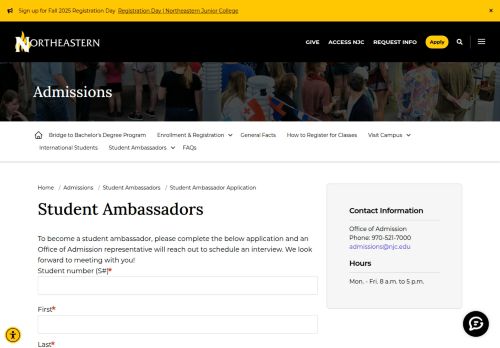 Sign up for Fall 2025 Registration Day Registration Day | Northeastern Junior College ×
NORTHEASTERN GIVE ACCESS NJC REQUEST INFO Apply
Admissions
Bridge to Bachelor's Degree Program Enrollment & Registration General Facts How to Register for Classes Visit Campus
International Students Student Ambassadors FAQs
Home / Admissions / Student Ambassadors / Student Ambassador Application
Student Ambassadors
To become a student ambassador, please complete the below application and an
Office of Admission representative will reach out to schedule an interview. We look
forward to meeting with you!
Student number (S#)*
First*
Last*
Contact Information
Office of Admission
Phone: 970-521-7000
admissions@njc.edu
Hours
Mon. - Fri. 8 a.m. to 5 p.m.